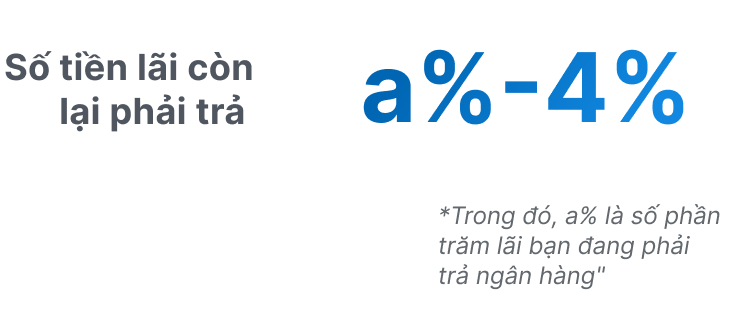 Số tiền lãi còn
lại phải trả
a%-4%
*Trong đó, a% là số phần
trăm lãi bạn đang phải
trả ngân hàng"